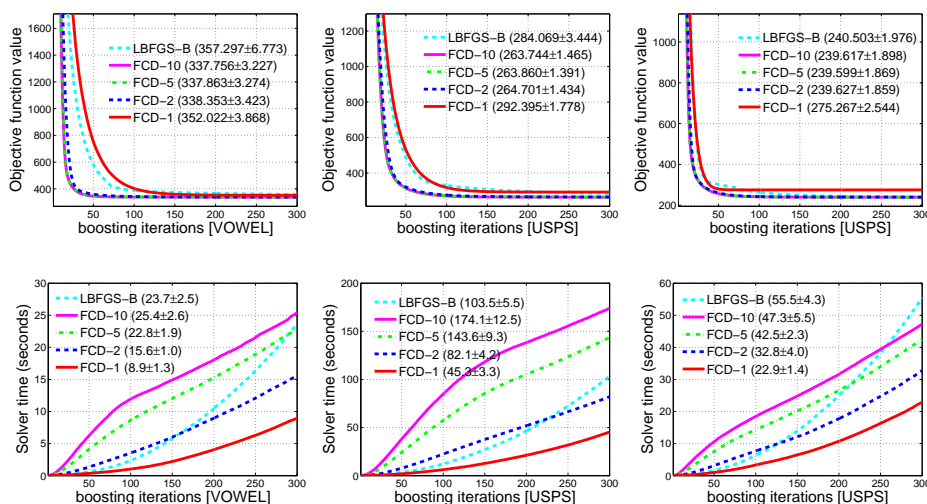 Objective function value
1600
1400
1200
1000
800
600
400
LBFGS−B (357.297±6.773)
FCD−10 (337.756±3.227)
FCD−5 (337.863±3.274)
FCD−2 (338.353±3.423)
FCD−1 (352.022±3.868)
50 100 150 200 250 300
boosting iterations [VOWEL]
Objective function value
1200
1000
800
600
400
LBFGS−B (284.069±3.444)
FCD−10 (263.744±1.465)
FCD−5 (263.860±1.391)
FCD−2 (264.701±1.434)
FCD−1 (292.395±1.778)
50 100 150 200 250 300
boosting iterations [USPS]
Objective function value
1000
800
600
400
200
LBFGS−B (240.503±1.976)
FCD−10 (239.617±1.898)
FCD−5 (239.599±1.869)
FCD−2 (239.627±1.859)
FCD−1 (275.267±2.544)
50 100 150 200 250 300
boosting iterations [USPS]
Solver time (seconds)
30
25
20
15
10
5
0
LBFGS−B (23.7±2.5)
FCD−10 (25.4±2.6)
FCD−5 (22.8±1.9)
FCD−2 (15.6±1.0)
FCD−1 (8.9±1.3)
0 50 100 150 200 250 300
boosting iterations [VOWEL]
Solver time (seconds)
200
150
100
50
0
LBFGS−B (103.5±5.5)
FCD−10 (174.1±12.5)
FCD−5 (143.6±9.3)
FCD−2 (82.1±4.2)
FCD−1 (45.3±3.3)
0 50 100 150 200 250 300
boosting iterations [USPS]
Solver time (seconds)
60
50
40
30
20
10
0
LBFGS−B (55.5±4.3)
FCD−10 (47.3±5.5)
FCD−5 (42.5±2.3)
FCD−2 (32.8±4.0)
FCD−1 (22.9±1.4)
0 50 100 150 200 250 300
boosting iterations [USPS]